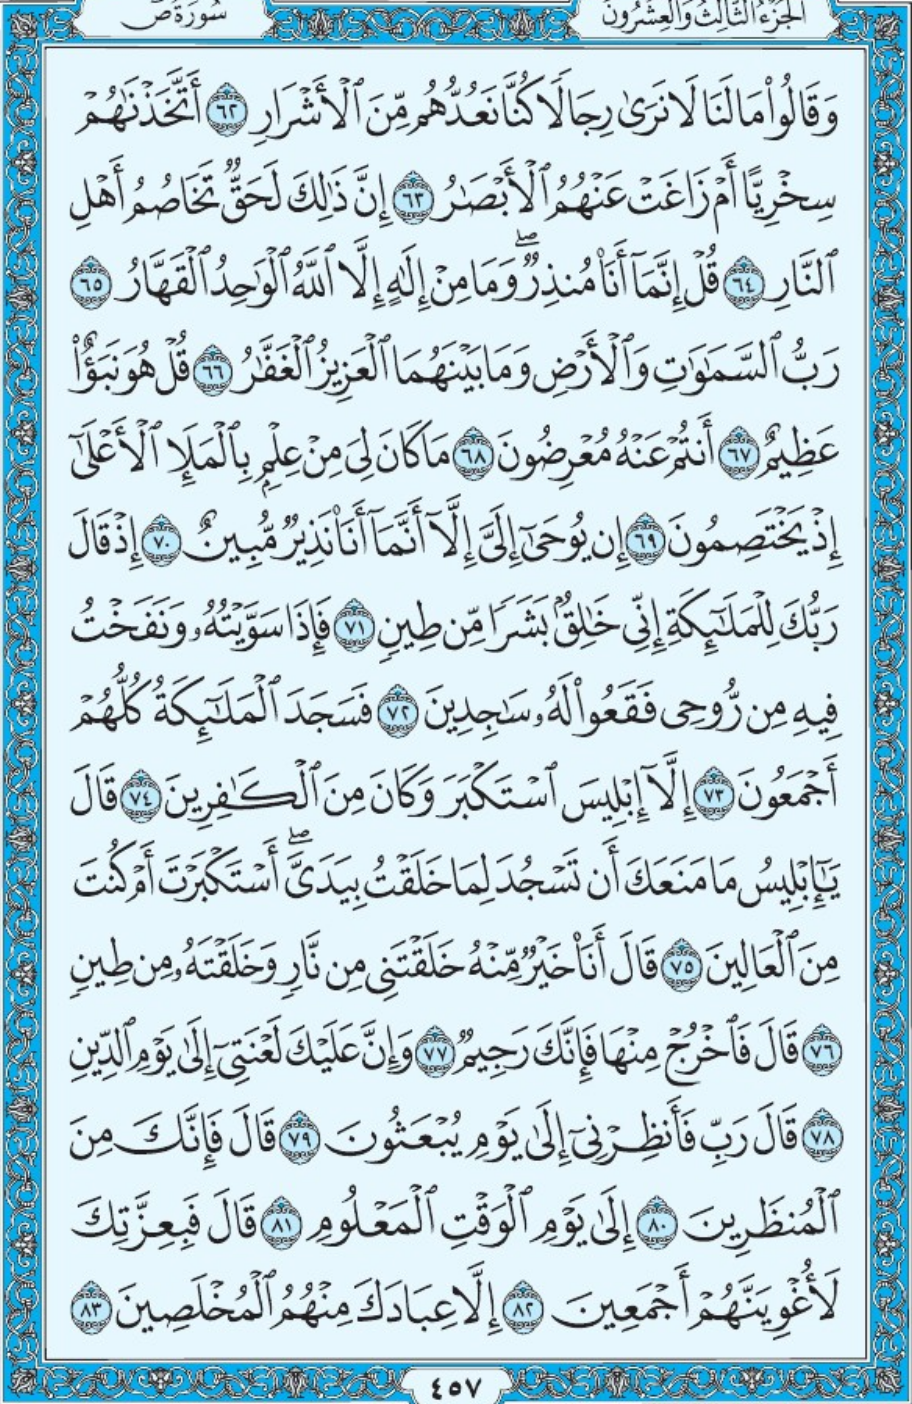 الجزء الثالث والعشرون
سورة ص
وَقَالُوا۟ مَا لَنَا لَا نَرَىٰ رِجَالًا كُنَّا نَعُدُّهُم مِّنَ ٱلْأَشْرَارِ ٦٢ أَتَّخَذْنَٰهُمْ
سِخْرِيًّا أَمْ زَاغَتْ عَنْهُمُ ٱلْأَبْصَٰرُ ٦٣ إِنَّ ذَٰلِكَ لَحَقٌّ تَخَاصُمُ أَهْلِ
ٱلنَّارِ ٦٤ قُلْ إِنَّمَآ أَنَا۠ مُنذِرٌۖ وَمَا مِنْ إِلَٰهٍ إِلَّا ٱللَّهُ ٱلْوَٰحِدُ ٱلْقَهَّارُ ٦٥
رَبُّ ٱلسَّمَٰوَٰتِ وَٱلْأَرْضِ وَمَا بَيْنَهُمَا ٱلْعَزِيزُ ٱلْغَفَّٰرُ ٦٦ قُلْ هُوَ نَبَؤٌا۟
عَظِيمٌ ٦٧ أَنتُمْ عَنْهُ مُعْرِضُونَ ٦٨ مَا كَانَ لِىَ مِنْ عِلْمٍۭ بِٱلْمَلَإِ ٱلْأَعْلَىٰٓ
إِذْ يَخْتَصِمُونَ ٦٩ إِن يُوحَىٰٓ إِلَىَّ إِلَّآ أَنَّمَآ أَنَا۠ نَذِيرٌ مُّبِينٌ ٧٠ إِذْ قَالَ
رَبُّكَ لِلْمَلَٰٓئِكَةِ إِنِّى خَٰلِقٌۢ بَشَرًا مِّن طِينٍ ٧١ فَإِذَا سَوَّيْتُهُۥ وَنَفَخْتُ
فِيهِ مِن رُّوحِى فَقَعُوا۟ لَهُۥ سَٰجِدِينَ ٧٢ فَسَجَدَ ٱلْمَلَٰٓئِكَةُ كُلُّهُمْ
أَجْمَعُونَ ٧٣ إِلَّآ إِبْلِيسَ ٱسْتَكْبَرَ وَكَانَ مِنَ ٱلْكَٰفِرِينَ ٧٤ قَالَ
يَٰٓإِبْلِيسُ مَا مَنَعَكَ أَن تَسْجُدَ لِمَا خَلَقْتُ بِيَدَىَّۖ أَسْتَكْبَرْتَ أَمْ كُنتَ
مِنَ ٱلْعَالِينَ ٧٥ قَالَ أَنَا۠ خَيْرٌ مِّنْهُ خَلَقْتَنِى مِن نَّارٍ وَخَلَقْتَهُۥ مِن طِينٍ
٧٦ قَالَ فَٱخْرُجْ مِنْهَا فَإِنَّكَ رَجِيمٌ ٧٧ وَإِنَّ عَلَيْكَ لَعْنَتِىٓ إِلَىٰ يَوْمِ ٱلدِّينِ
٧٨ قَالَ رَبِّ فَأَنظِرْنِىٓ إِلَىٰ يَوْمِ يُبْعَثُونَ ٧٩ قَالَ فَإِنَّكَ مِنَ
ٱلْمُنظَرِينَ ٨٠ إِلَىٰ يَوْمِ ٱلْوَقْتِ ٱلْمَعْلُومِ ٨١ قَالَ فَبِعِزَّتِكَ
لَأُغْوِيَنَّهُمْ أَجْمَعِينَ ٨٢ إِلَّا عِبَادَكَ مِنْهُمُ ٱلْمُخْلَصِينَ ٨٣
٤٥٧